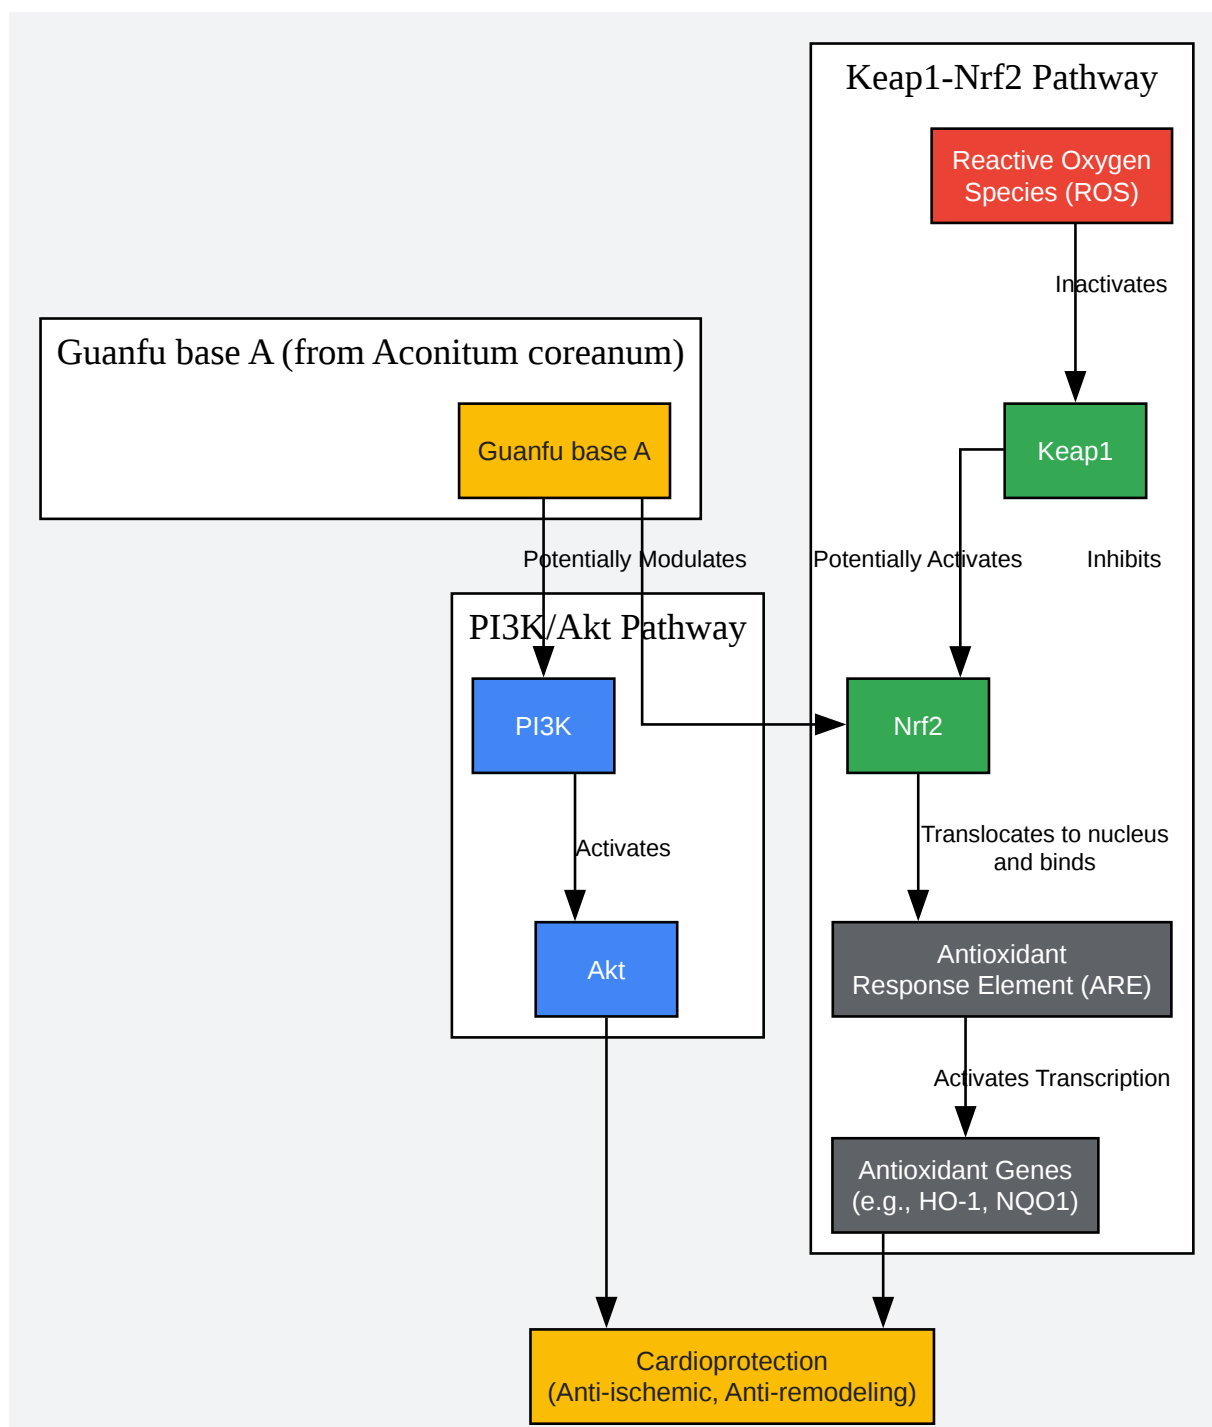 Keap1-Nrf2 Pathway
Reactive Oxygen
Species (ROS)
Inactivates
Guanfu base A (from Aconitum coreanum)
Guanfu base A
Keap1
Potentially Modulates
Potentially Activates
Inhibits
PI3K/Akt Pathway
PI3K
Nrf2
Activates
Translocates to nucleus
and binds
Akt
Antioxidant
Response Element (ARE)
Activates Transcription
Antioxidant Genes
(e.g., HO-1, NQO1)
Cardioprotection
(Anti-ischemic, Anti-remodeling)